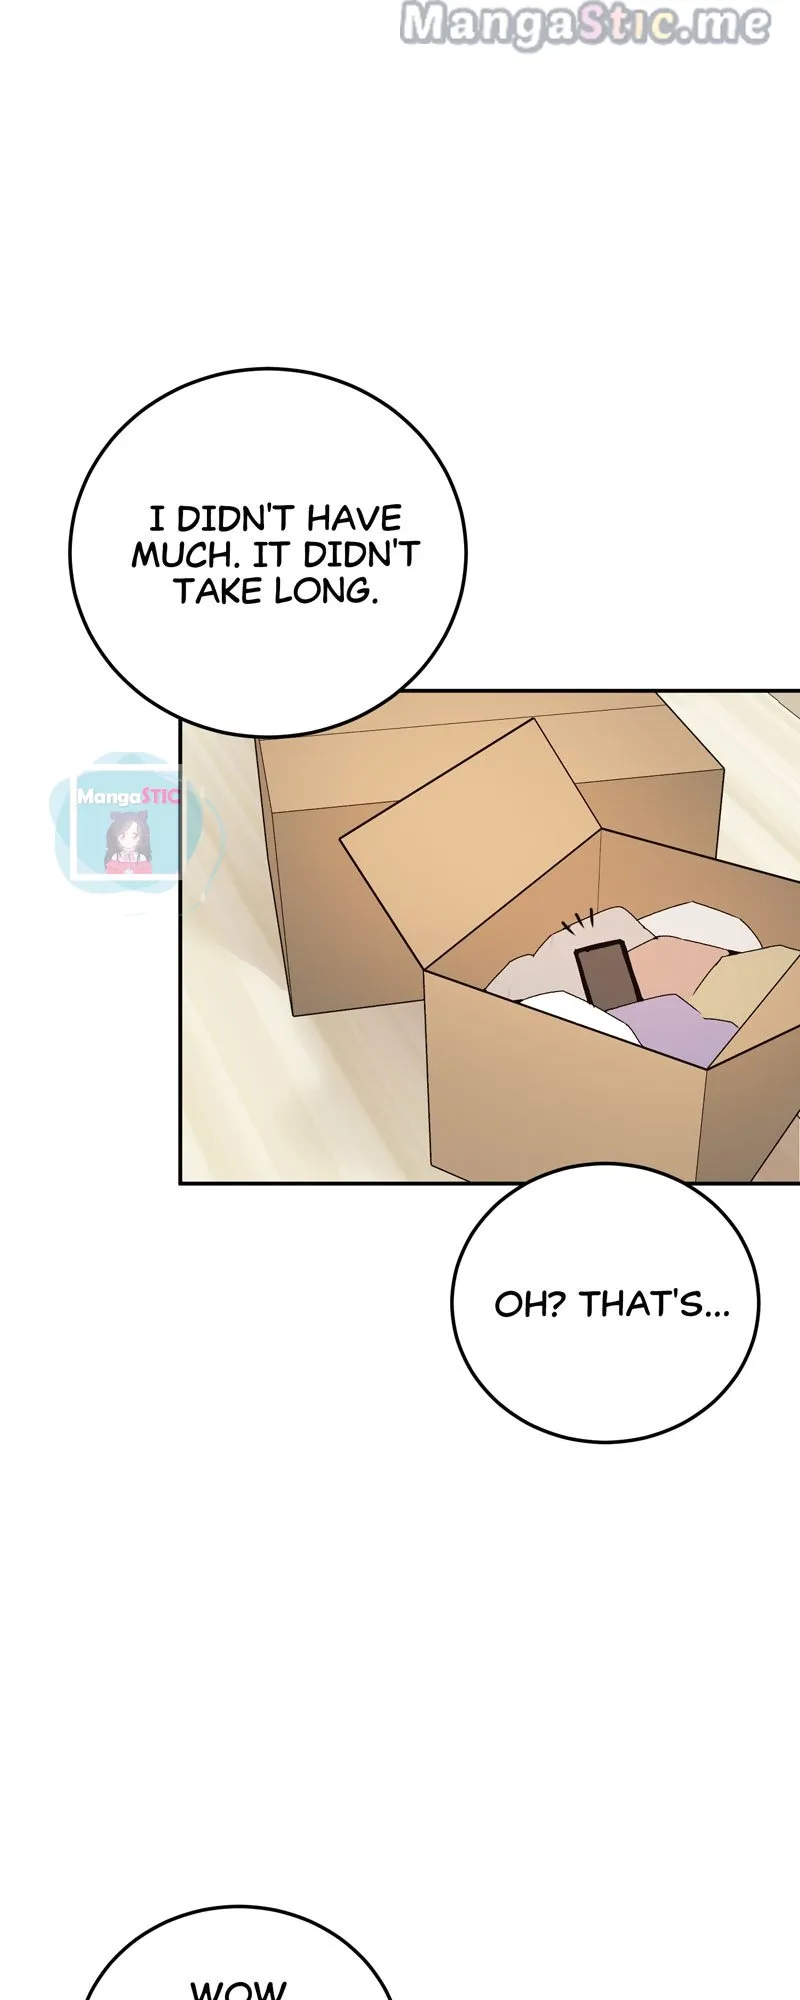 MangaStic.me
I DIDN'T HAVE
MUCH. IT DIDN'T
TAKE LONG.
MangaSTIC
OH? THAT'S...
WOW